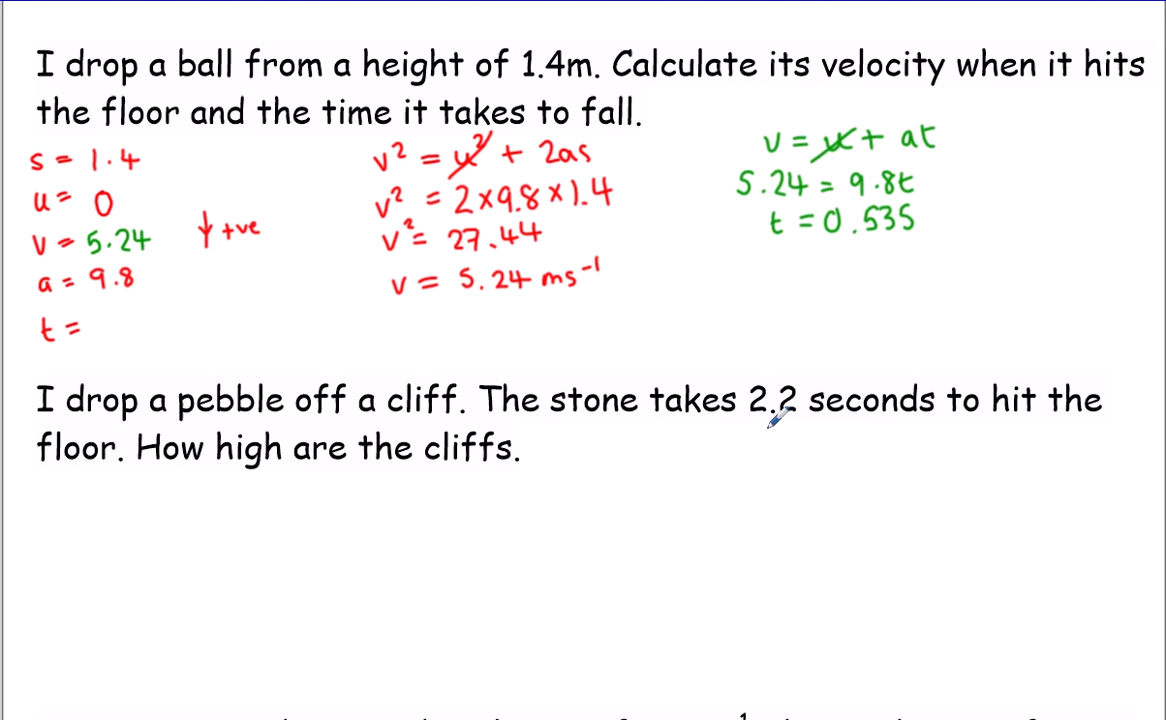 I drop a ball from a height of 1.4m. Calculate its velocity when it hits
the floor and the time it takes to fall.
s = 1.4
u = 0
v = 5.24
a = 9.8
t =
↓ +ve
v² = u² + 2as
v² = 2×9.8×1.4
v² = 27.44
v = 5.24 ms⁻¹
v = u + at
5.24 = 9.8t
t = 0.535
I drop a pebble off a cliff. The stone takes 2.2 seconds to hit the
floor. How high are the cliffs.